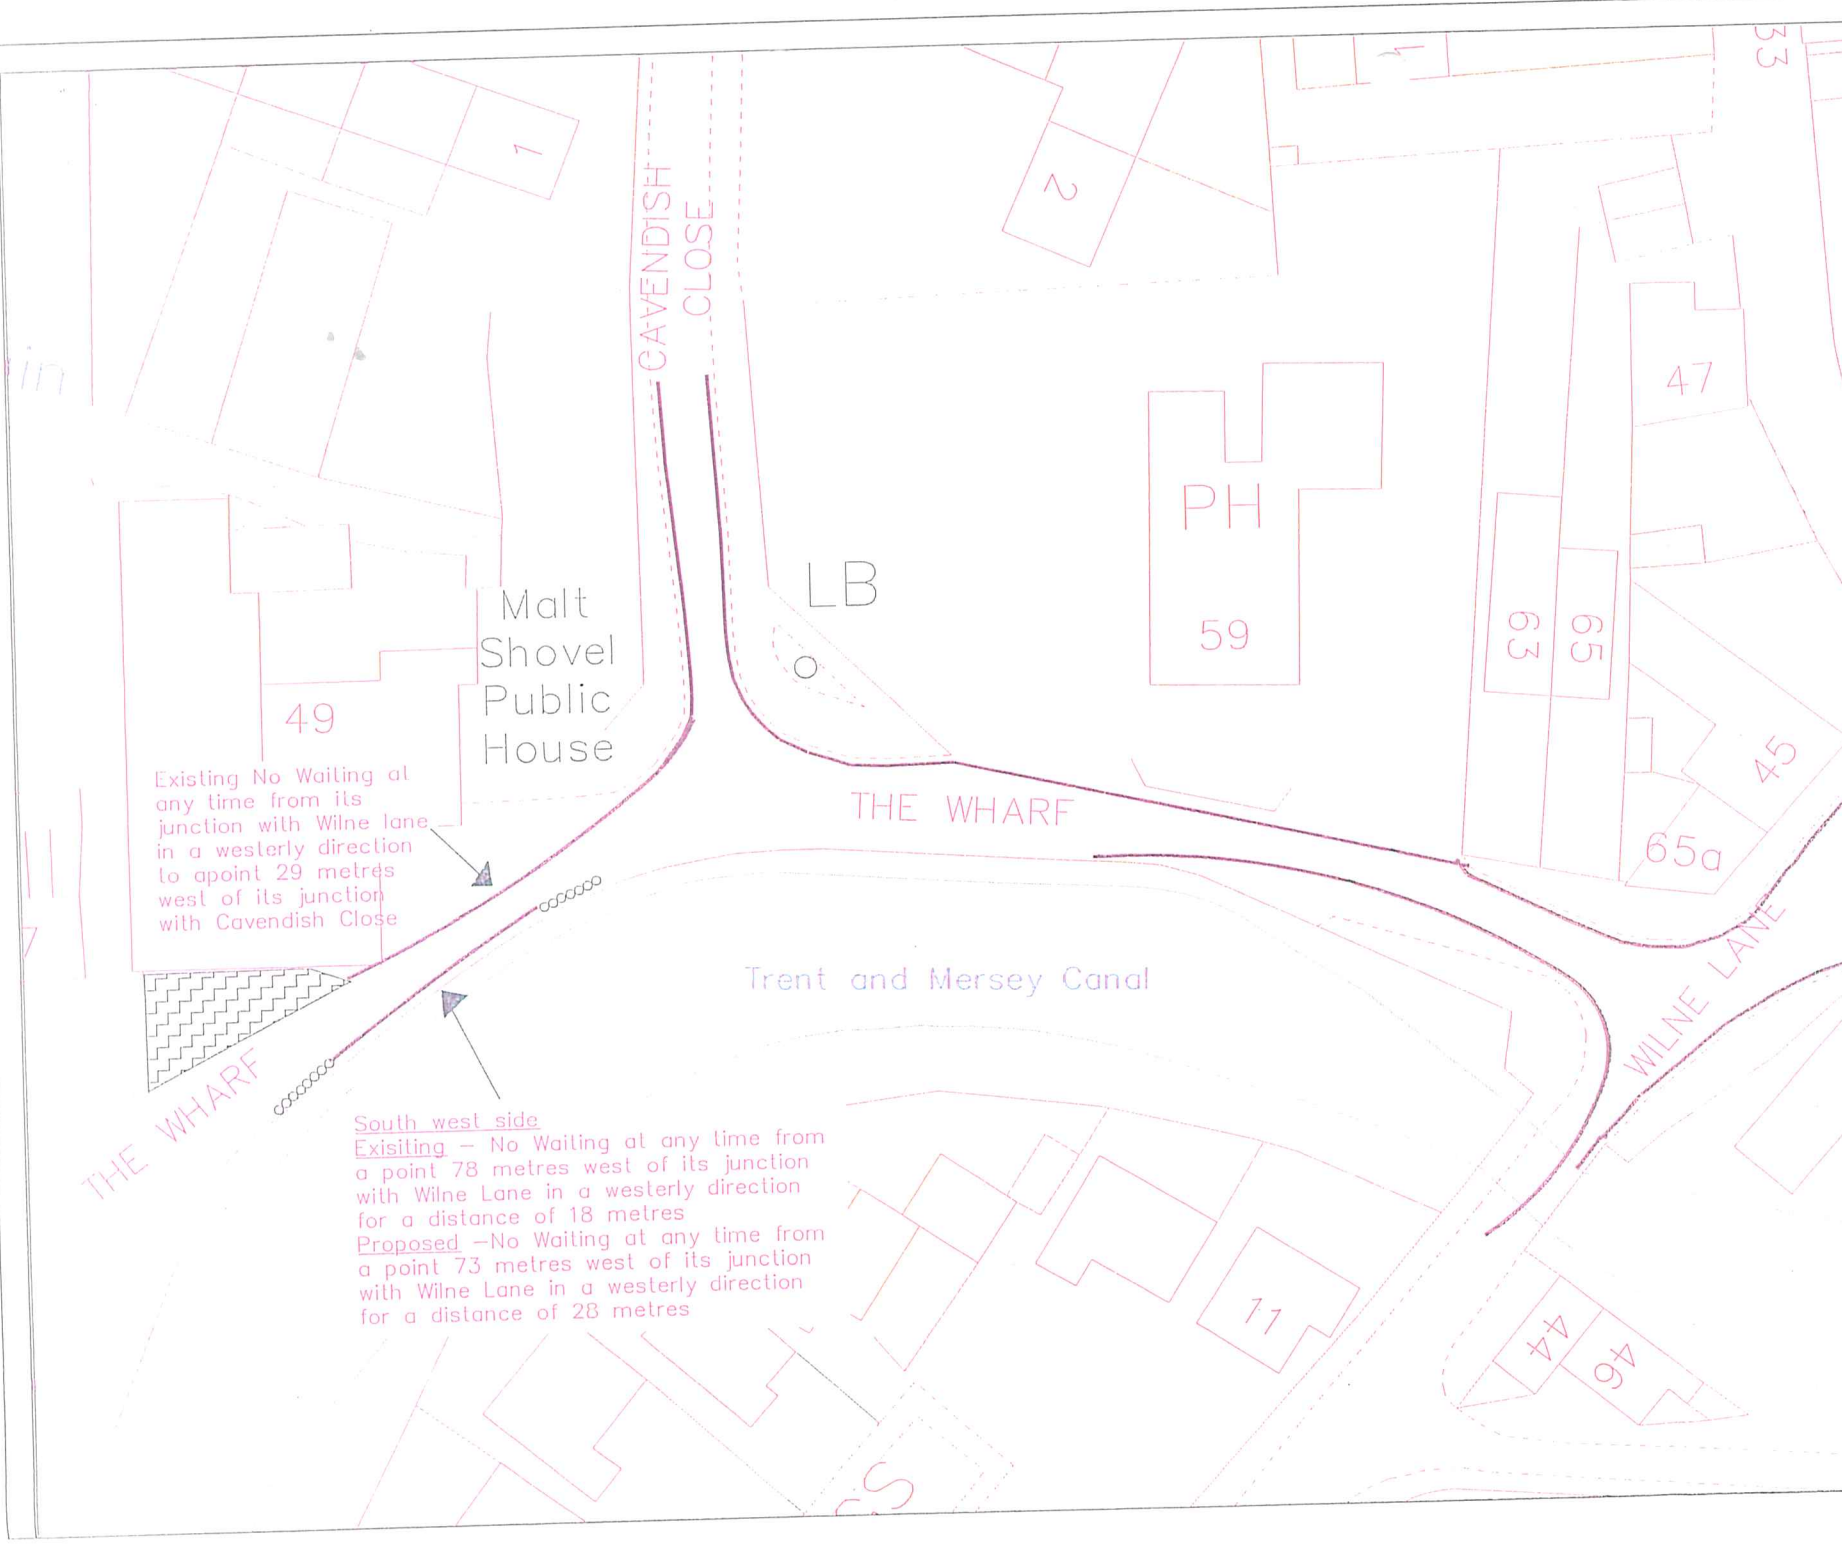 33
1
1
2
CAVENDISH
CLOSE
in
47
PH
LB
Malt
Shovel
Public
House
59
63
65
49
45
Existing No Waiting at
any time from its
junction with Wilne lane
in a westerly direction
to apoint 29 metres
west of its junction
with Cavendish Close
THE WHARF
65a
7
WILNE LANE
Trent and Mersey Canal
THE WHARF
South west side
Exisiting – No Waiting at any time from
a point 78 metres west of its junction
with Wilne Lane in a westerly direction
for a distance of 18 metres
Proposed –No Waiting at any time from
a point 73 metres west of its junction
with Wilne Lane in a westerly direction
for a distance of 28 metres
11
44
46